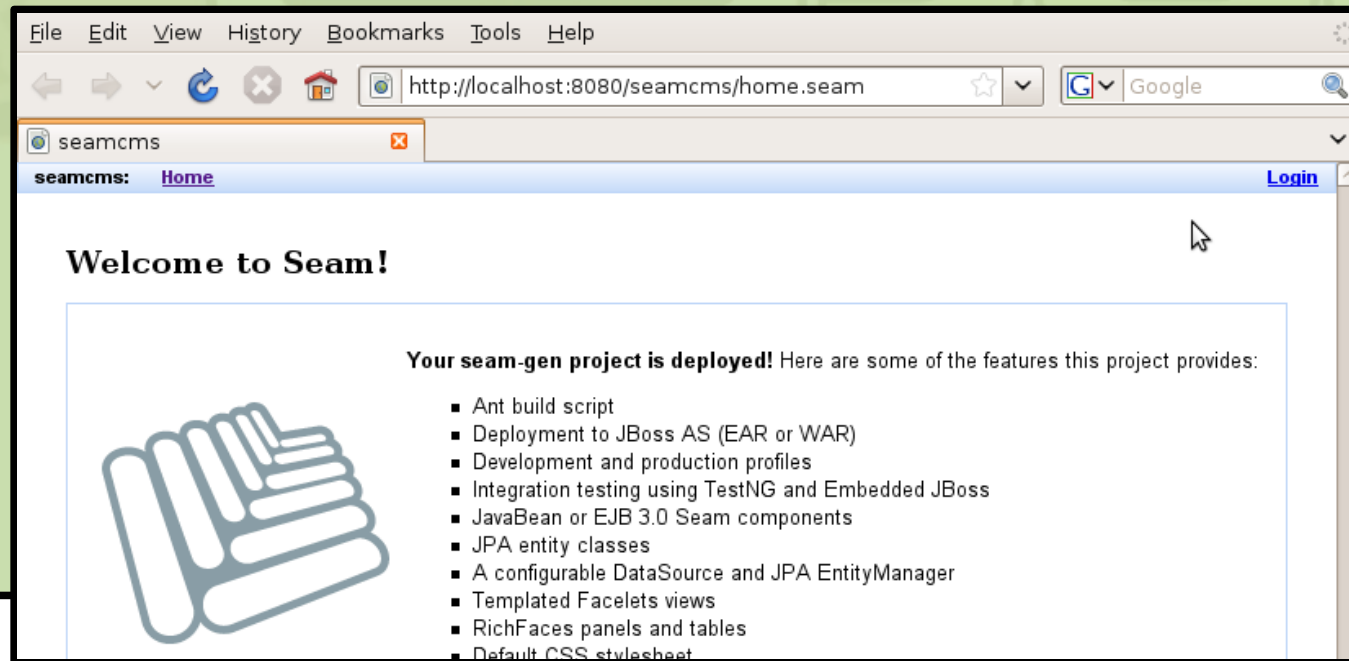 File Edit View History Bookmarks Tools Help
http://localhost:8080/seamcms/home.seam
G Google
seamcms
seamcms: Home Login
Welcome to Seam!
Your seam-gen project is deployed! Here are some of the features this project provides:
Ant build script
Deployment to JBoss AS (EAR or WAR)
Development and production profiles
Integration testing using TestNG and Embedded JBoss
JavaBean or EJB 3.0 Seam components
JPA entity classes
A configurable DataSource and JPA EntityManager
Templated Facelets views
RichFaces panels and tables
Default CSS stylesheet